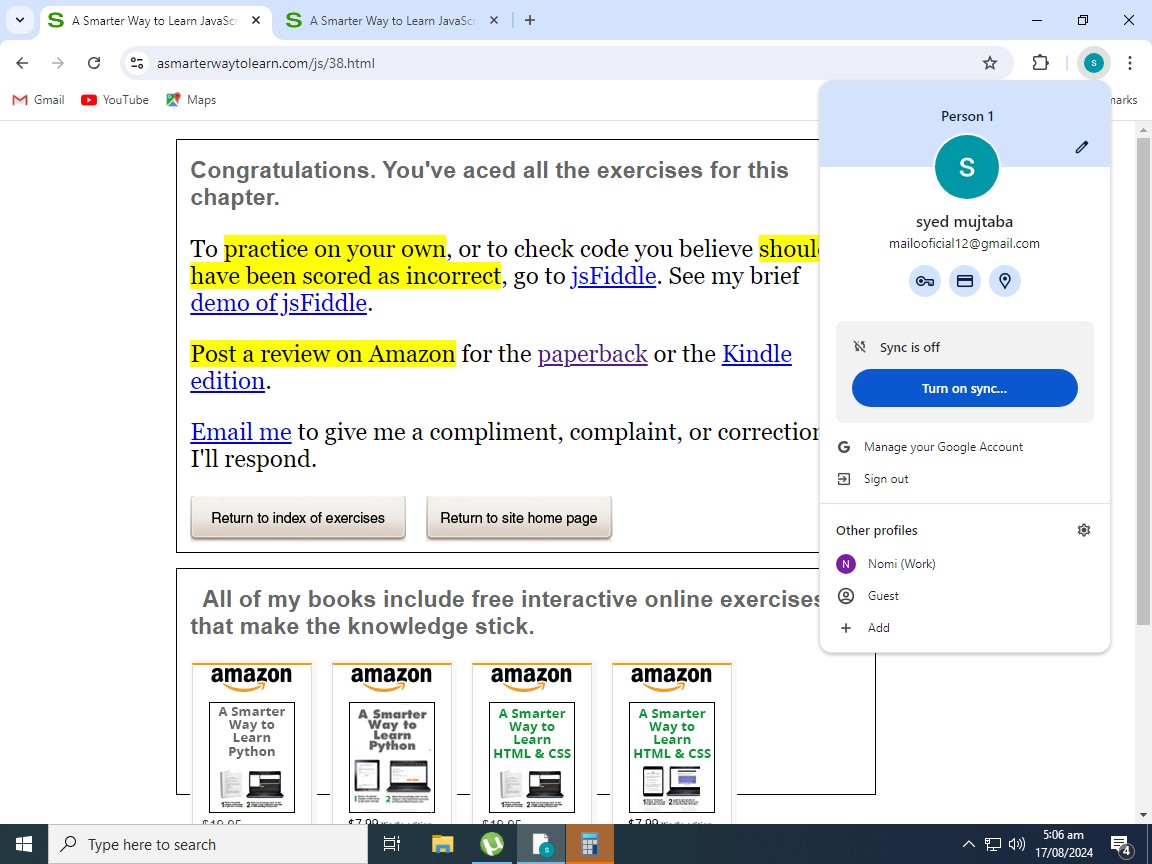 A Smarter Way to Learn JavaSc
A Smarter Way to Learn JavaSc
asmarterwaytolearn.com/js/38.html
S
Gmail
YouTube
Maps
marks
Congratulations. You've aced all the exercises for this
chapter.
To practice on your own, or to check code you believe shoul
have been scored as incorrect, go to jsFiddle. See my brief
demo of jsFiddle.
Post a review on Amazon for the paperback or the Kindle
edition.
Email me to give me a compliment, complaint, or correction
I'll respond.
Return to index of exercises
Return to site home page
Person 1
S
syed mujtaba
mailooficial12@gmail.com
Sync is off
Turn on sync...
Manage your Google Account
Sign out
Other profiles
N
Nomi (Work)
Guest
Add
All of my books include free interactive online exercises
that make the knowledge stick.
amazon
A Smarter
Way to
Learn
Python
amazon
A Smarter
Way to
Learn
Python
amazon
A Smarter
Way to
Learn
HTML & CSS
amazon
A Smarter
Way to
Learn
HTML & CSS
Type here to search
5:06 am
17/08/2024
4